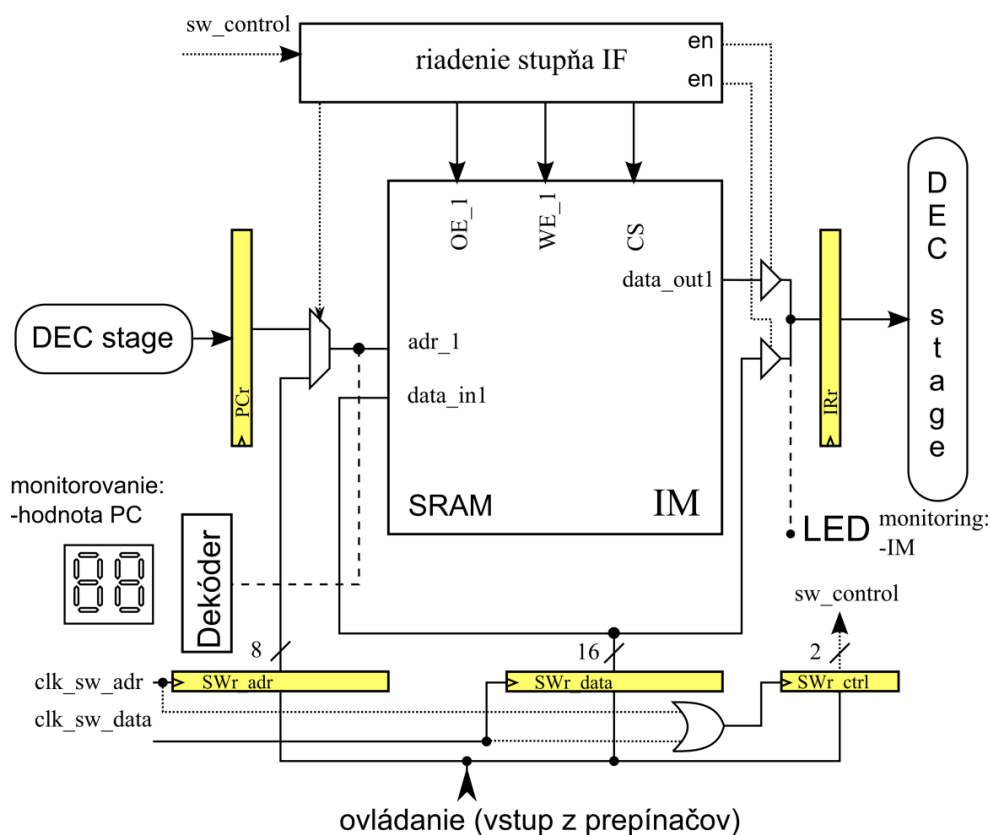 sw_control
riadenie stupňa IF
en
en
OE_1
WE_1
CS
data_out1
DEC stage
PCr
adr_1
data_in1
IRr
DEC stage
SRAM
IM
monitorovanie:
-hodnota PC
Dekóder
LED
monitoring:
-IM
sw_control
8
16
2
clk_sw_adr
SWr_adr
SWr_data
SWr_ctrl
clk_sw_data
ovládanie (vstup z prepínačov)